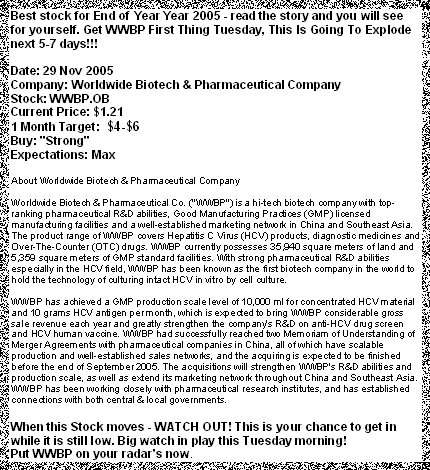 Best stock for End of Year Year 2005 - read the story and you will see
for yourself. Get WWBP First Thing Tuesday, This Is Going To Explode
next 5-7 days!!!
Date: 29 Nov 2005
Company: Worldwide Biotech & Pharmaceutical Company
Stock: WWBP.OB
Current Price: $1.21
1 Month Target: $4-$6
Buy: "Strong"
Expectations: Max
About Worldwide Biotech & Pharmaceutical Company
Worldwide Biotech & Pharmaceutical Co. ("WWBP") is a hi-tech biotech company with top-
ranking pharmaceutical R&D abilities, Good Manufacturing Practices (GMP) licensed
manufacturing facilities and a well-established marketing network in China and Southeast Asia.
The product range of WWBP covers Hepatitis C Virus (HCV) products, diagnostic medicines and
Over-The-Counter (OTC) drugs. WWBP currently possesses 35,940 square meters of land and
5,359 square meters of GMP standard facilities. With strong pharmaceutical R&D abilities
especially in the HCV field, WWBP has been known as the first biotech company in the world to
hold the technology of culturing intact HCV in vitro by cell culture.
WWBP has achieved a GMP production scale level of 10,000 ml for concentrated HCV material
and 10 grams HCV antigen per month, which is expected to bring WWBP considerable gross
sale revenue each year and greatly strengthen the company's R&D on anti-HCV drug screen
and HCV human vaccine. WWBP had successfully reached two Memoriam of Understanding of
Merger Agreements with pharmaceutical companies in China, all of which have scalable
production and well-established sales networks, and the acquiring is expected to be finished
before the end of September 2005. The acquisitions will strengthen WWBP's R&D abilities and
production scale, as well as extend its marketing network throughout China and Southeast Asia.
WWBP has been working closely with pharmaceutical research institutes, and has established
connections with both central & local governments.
When this Stock moves - WATCH OUT! This is your chance to get in
while it is still low. Big watch in play this Tuesday morning!
Put WWBP on your radar's now.